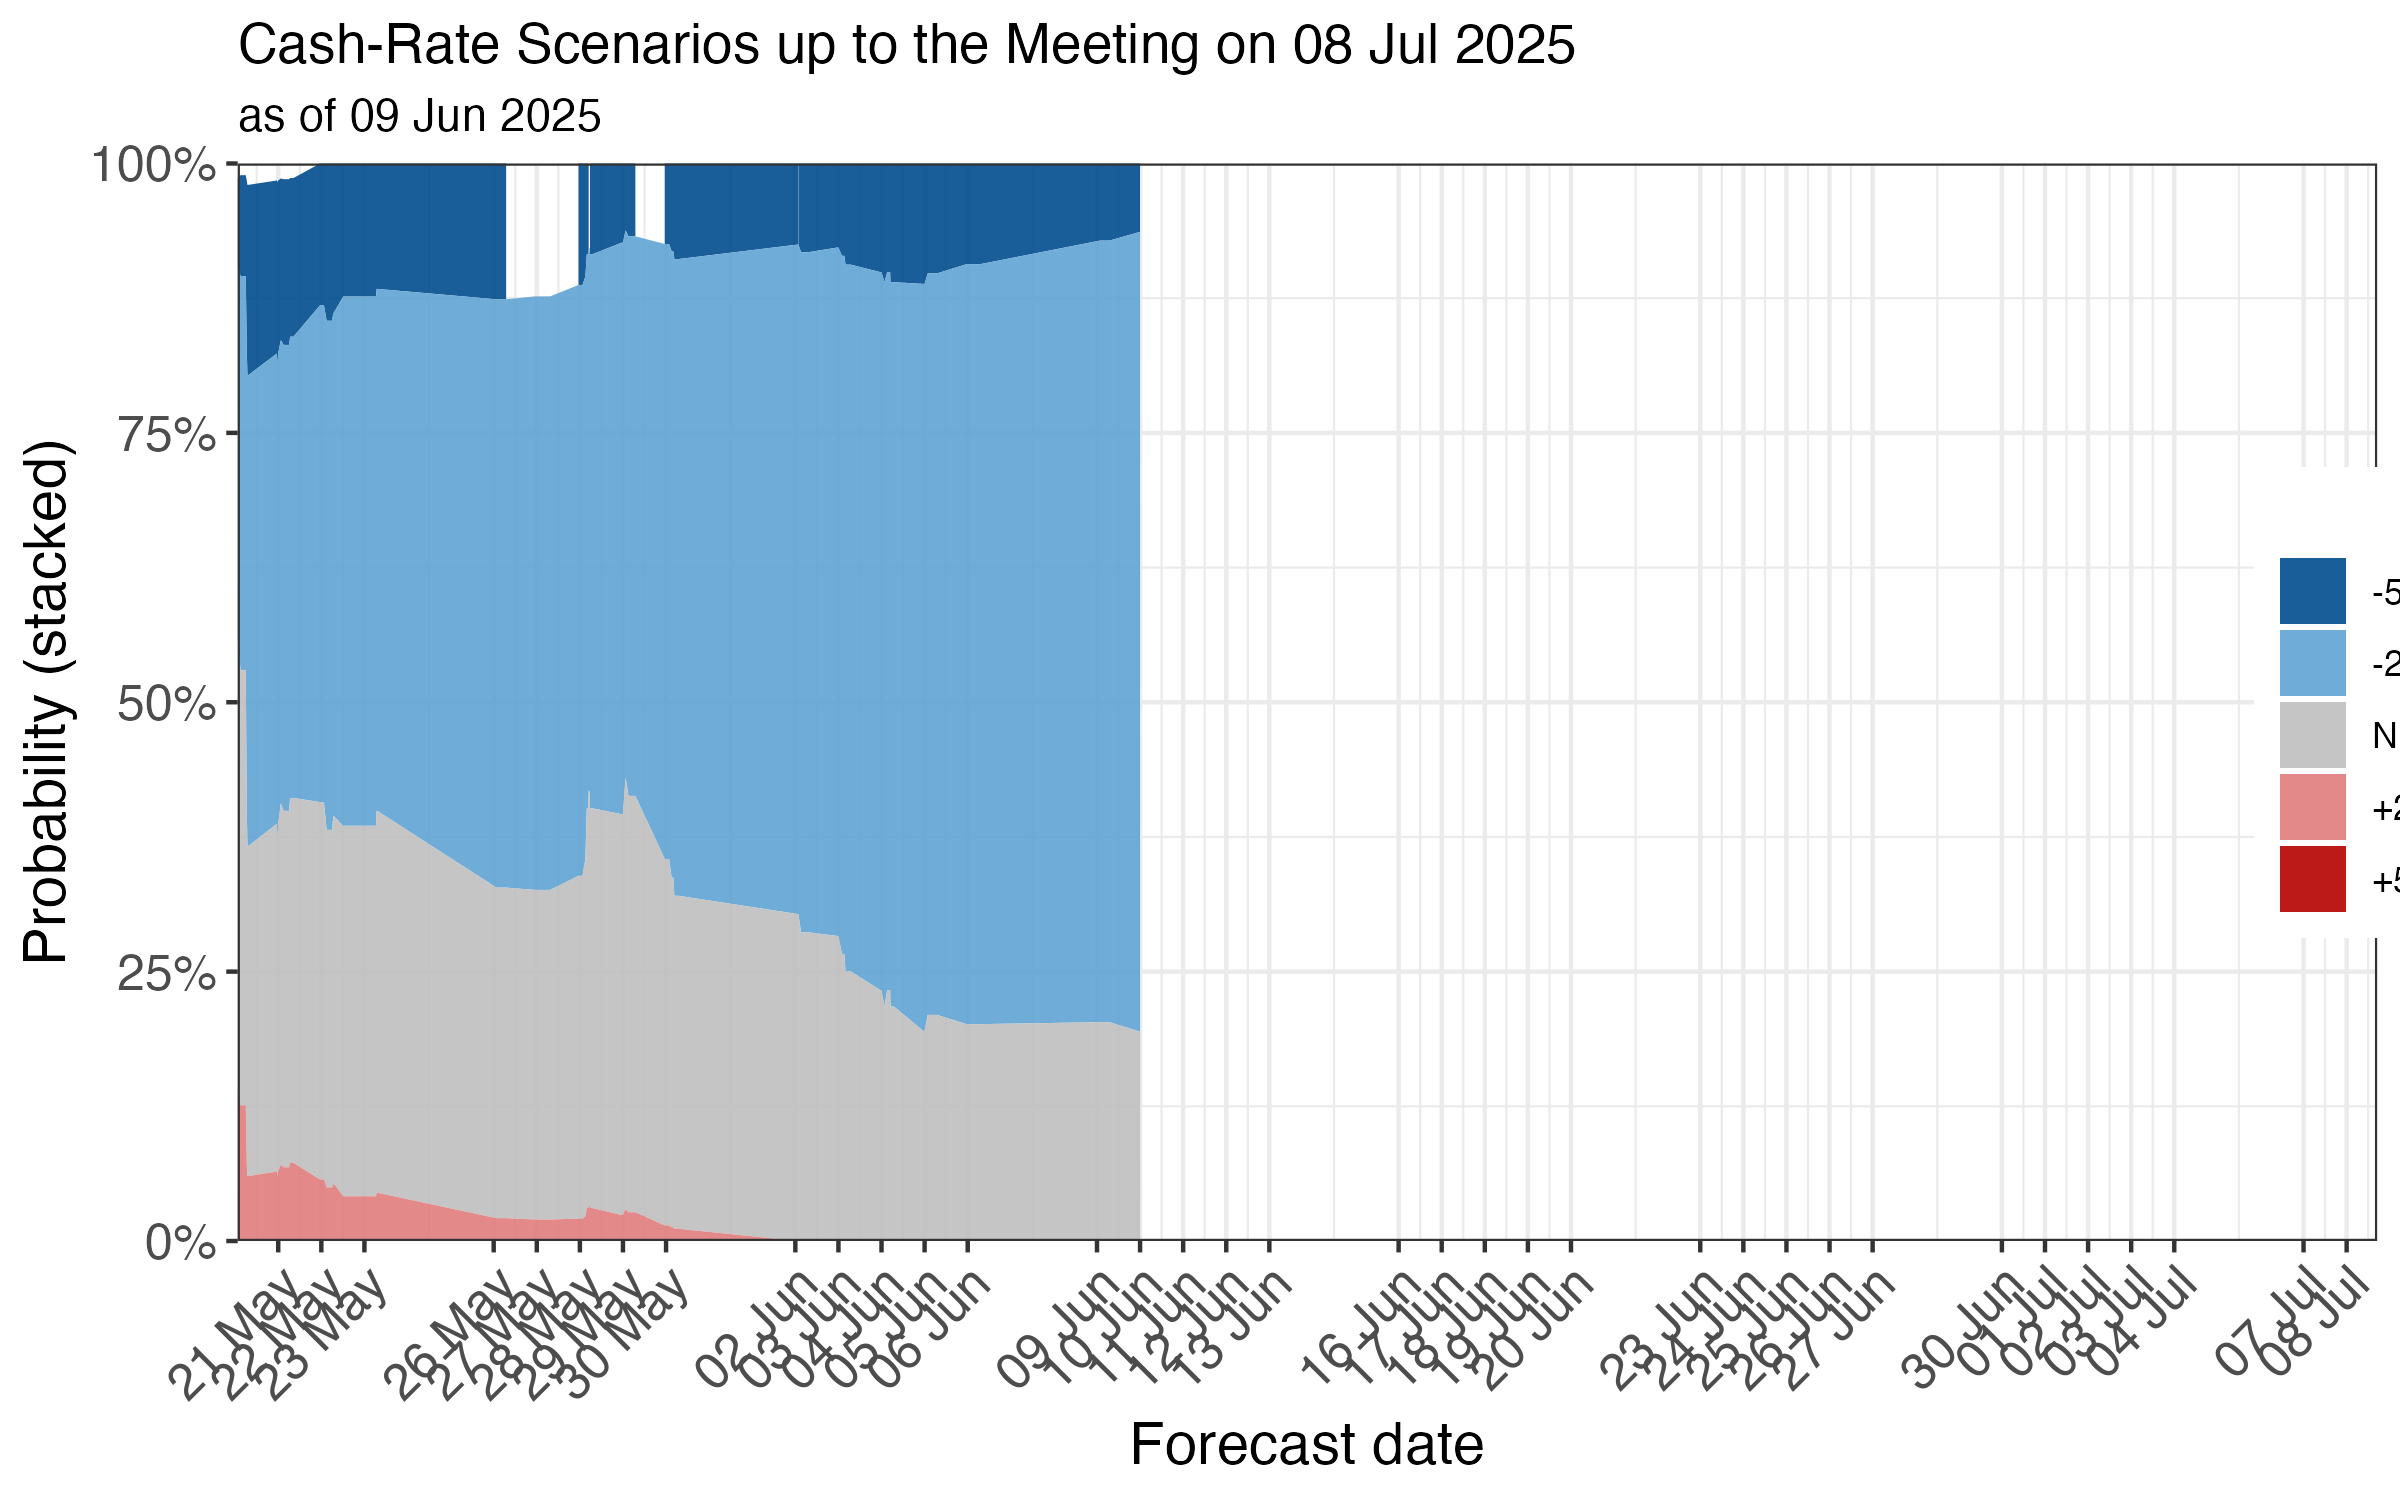 Cash-Rate Scenarios up to the Meeting on 08 Jul 2025
as of 09 Jun 2025
Probability (stacked)
100%
75%
50%
25%
0%
-5
-2
N
+2
+5
21 May
22 May
23 May
26 May
27 May
28 May
29 May
30 May
02 Jun
03 Jun
04 Jun
05 Jun
06 Jun
09 Jun
10 Jun
11 Jun
12 Jun
13 Jun
16 Jun
17 Jun
18 Jun
19 Jun
20 Jun
23 Jun
24 Jun
25 Jun
26 Jun
27 Jun
30 Jun
01 Jul
02 Jul
03 Jul
04 Jul
07 Jul
08 Jul
Forecast date